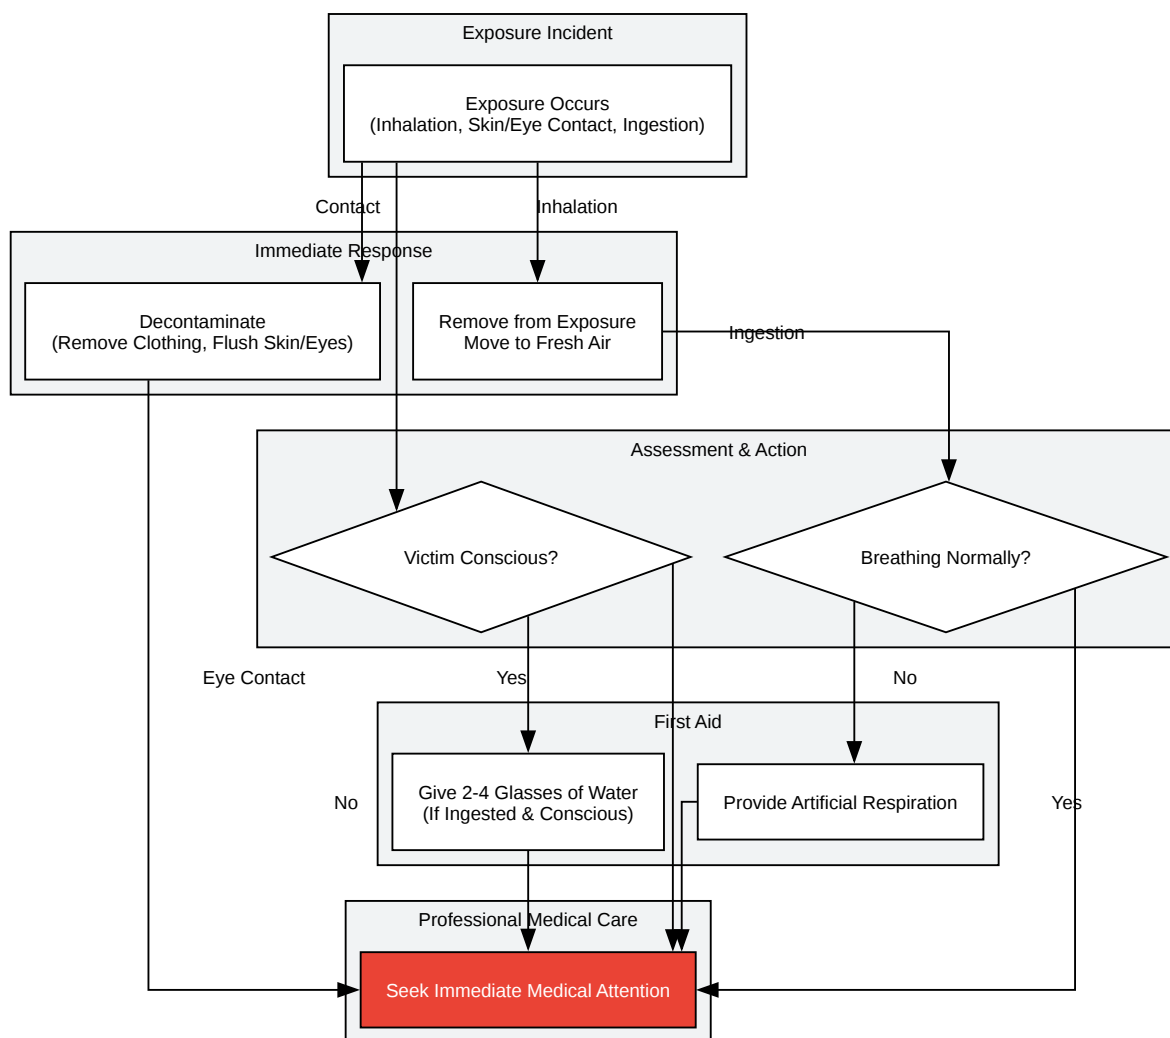 Exposure Incident
Exposure Occurs
(Inhalation, Skin/Eye Contact, Ingestion)
Contact
Inhalation
Immediate Response
Decontaminate
(Remove Clothing, Flush Skin/Eyes)
Remove from Exposure
Move to Fresh Air
Ingestion
Assessment & Action
Victim Conscious?
Breathing Normally?
Eye Contact
Yes
No
First Aid
Give 2-4 Glasses of Water
(If Ingested & Conscious)
No
Provide Artificial Respiration
Yes
Professional Medical Care
Seek Immediate Medical Attention